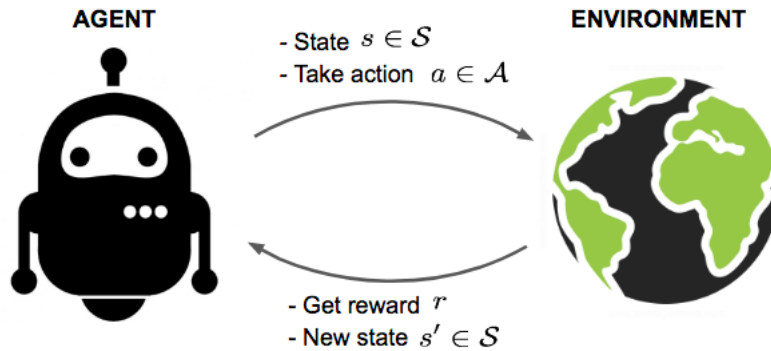 AGENT
ENVIRONMENT
- State s ∈ 𝒮
- Take action a ∈ 𝒜
- Get reward r
- New state s′ ∈ 𝒮